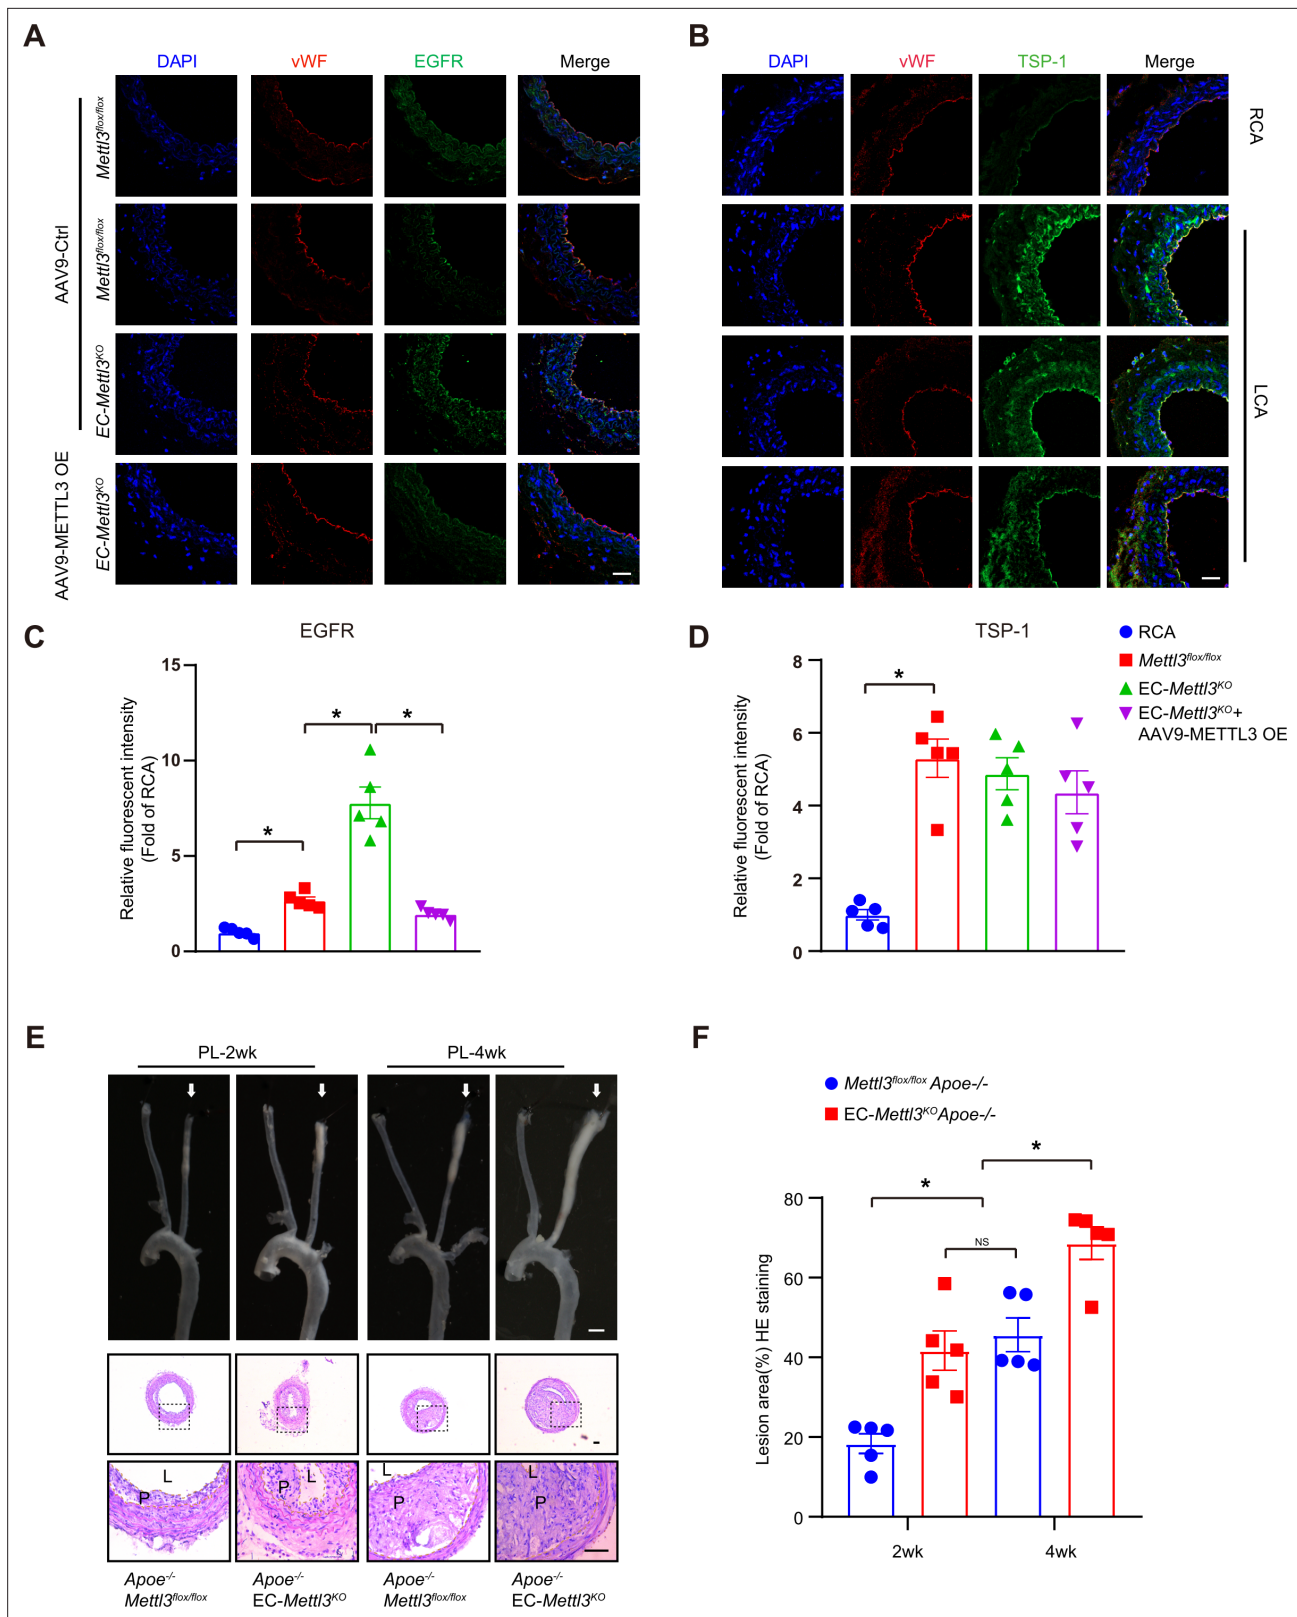 A
DAPI vWF EGFR Merge
AAV9-Ctrl
AAV9-METTL3 OE
Mettl3flox/flox
Mettl3flox/flox
EC-Mettl3KO
EC-Mettl3KO
B
DAPI vWF TSP-1 Merge
RCA
LCA
C
EGFR
Relative fluorescent intensity
(Fold of RCA)
15
10
5
0
* * *
D
TSP-1
Relative fluorescent intensity
(Fold of RCA)
8
6
4
2
0
*
RCA
Mettl3flox/flox
EC-Mettl3KO
EC-Mettl3KO+
AAV9-METTL3 OE
E
PL-2wk PL-4wk
L P
L P
L P
L P
Apoe-/- Apoe-/- Apoe-/- Apoe-/-
Mettl3flox/flox EC-Mettl3KO Mettl3flox/flox EC-Mettl3KO
F
Mettl3flox/flox Apoe-/-
EC-Mettl3KO Apoe-/-
Lesion area(%) HE staining
80
60
40
20
0
* NS *
2wk 4wk